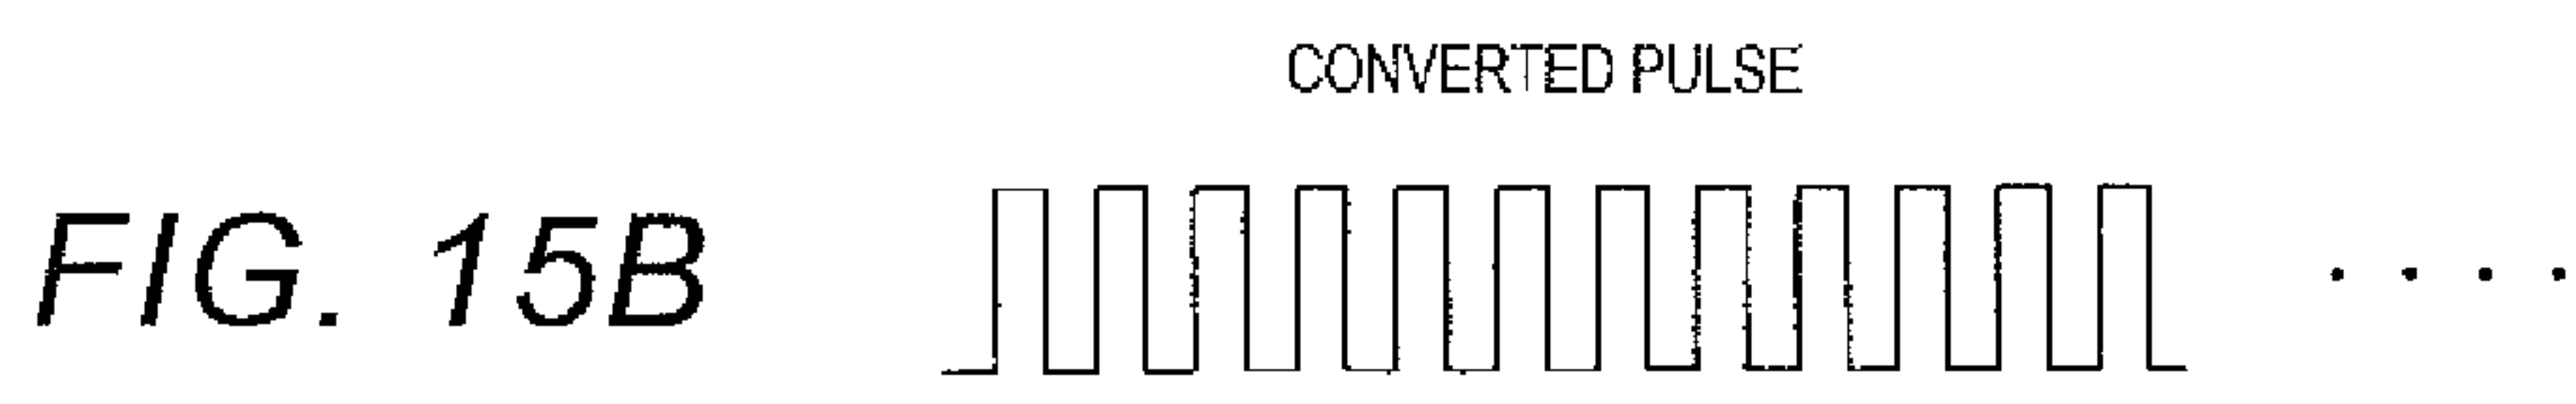 CONVERTED PULSE
FIG. 15B
. . . .